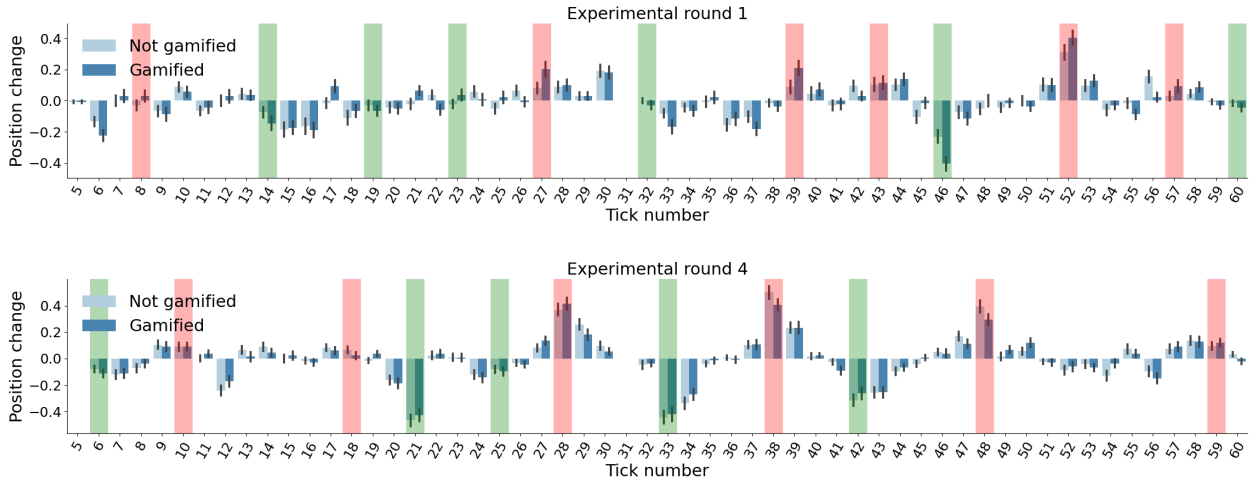 Experimental round 1
Position change
0.4
0.2
0.0
−0.2
−0.4
Not gamified
Gamified
5 6 7 8 9 10 11 12 13 14 15 16 17 18 19 20 21 22 23 24 25 26 27 28 29 30 31 32 33 34 35 36 37 38 39 40 41 42 43 44 45 46 47 48 49 50 51 52 53 54 55 56 57 58 59 60
Tick number
Experimental round 4
Position change
0.4
0.2
0.0
−0.2
−0.4
Not gamified
Gamified
5 6 7 8 9 10 11 12 13 14 15 16 17 18 19 20 21 22 23 24 25 26 27 28 29 30 31 32 33 34 35 36 37 38 39 40 41 42 43 44 45 46 47 48 49 50 51 52 53 54 55 56 57 58 59 60
Tick number